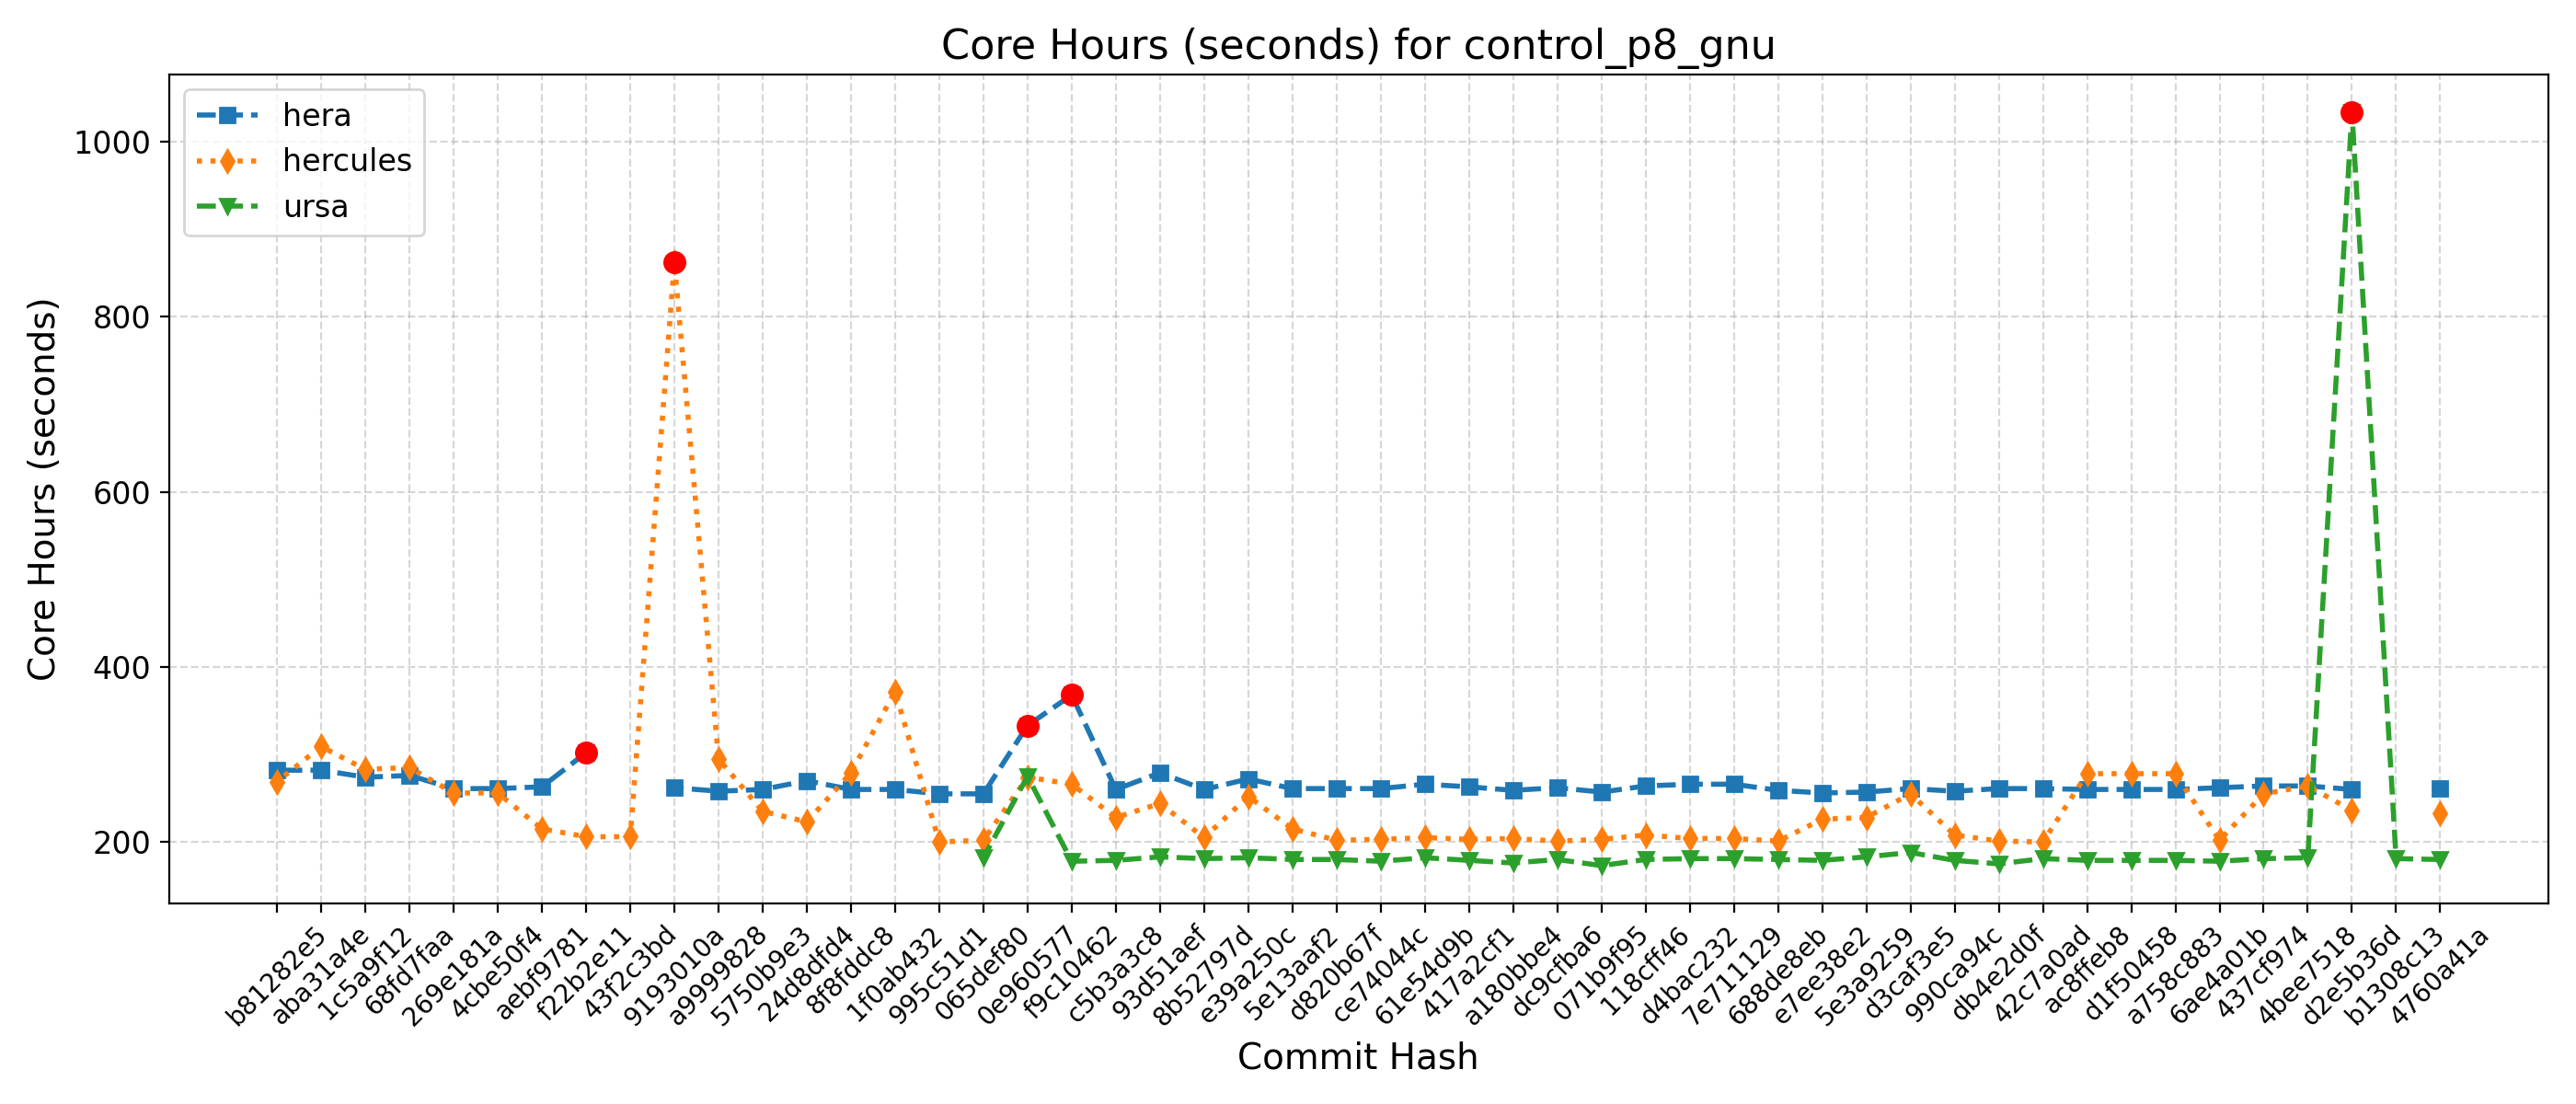 Core Hours (seconds) for control_p8_gnu
hera
hercules
ursa
1000
800
600
400
200
Core Hours (seconds)
b81282e5
aba31a4e
1c5a9f12
68fd7faa
269e181a
4cbe50f4
aebf9781
f22b2e11
43f2c3bd
9193010a
a9999828
5750b9e3
24d8dfd4
8f8fddc8
1f0ab432
995c51d1
065def80
0e960577
f9c10462
c5b3a3c8
93d51aef
8b52797d
e39a250c
5e13aaf2
d820b67f
ce74044c
61e54d9b
417a2cf1
a180bbe4
dc9cfba6
071b9f95
118cff46
d4bac232
7e711129
688de8eb
e7ee38e2
5e3a9259
d3caf3e5
990ca94c
db4e2d0f
42c7a0ad
ac8ffeb8
d1f50458
a758c883
6ae4a01b
437cf974
4bee7518
d2e5b36d
b1308c13
4760a41a
Commit Hash